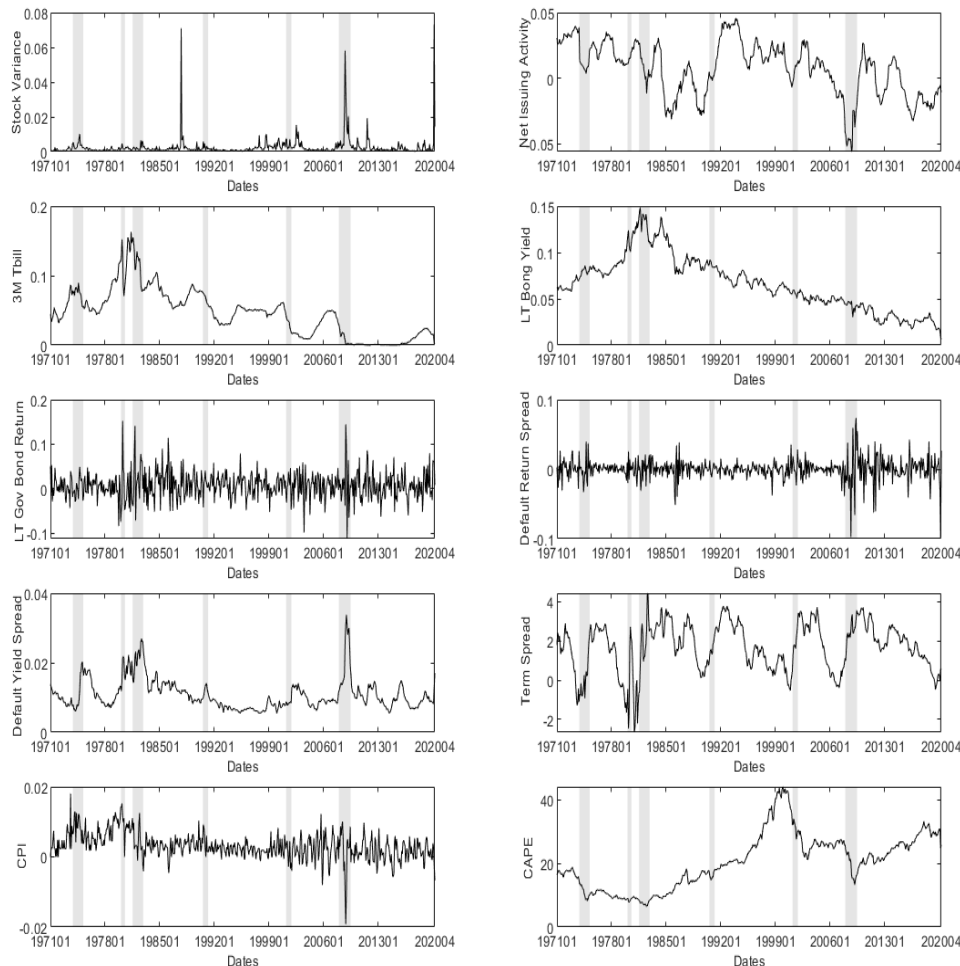 Stock Variance
0.08
0.06
0.04
0.02
0
197101 197801 198501 199201 199901 200601 201301 202004
Dates
Net Issuing Activity
0.05
0
0.05
197101 197801 198501 199201 199901 200601 201301 202004
Dates
3M Tbill
0.2
0.1
0
197101 197801 198501 199201 199901 200601 201301 202004
Dates
LT Bong Yield
0.15
0.1
0.05
0
197101 197801 198501 199201 199901 200601 201301 202004
Dates
LT Gov Bond Return
0.2
0.1
0
-0.1
197101 197801 198501 199201 199901 200601 201301 202004
Dates
Default Return Spread
0.1
0
-0.1
197101 197801 198501 199201 199901 200601 201301 202004
Dates
Default Yield Spread
0.04
0.02
0
197101 197801 198501 199201 199901 200601 201301 202004
Dates
Term Spread
4
2
0
-2
197101 197801 198501 199201 199901 200601 201301 202004
Dates
CPI
0.02
0
-0.02
197101 197801 198501 199201 199901 200601 201301 202004
Dates
CAPE
40
20
0
197101 197801 198501 199201 199901 200601 201301 202004
Dates